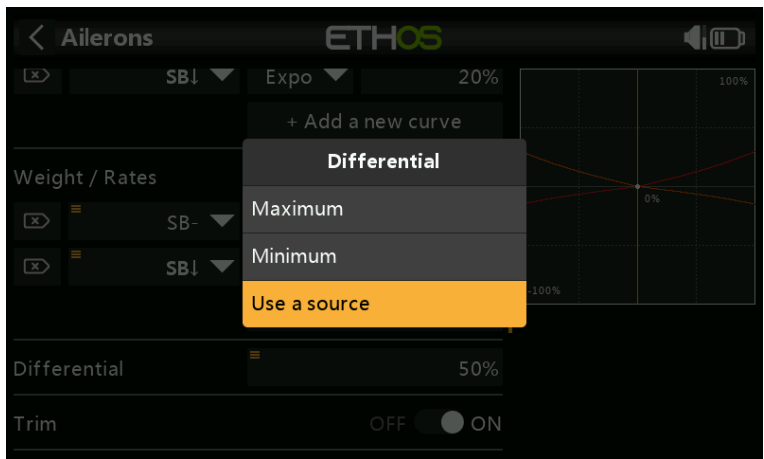 Ailerons
ETHOS
SB↓ Expo 20%
+ Add a new curve
100%
0%
-100%
Weight / Rates
SB-
SB↓
Differential
Maximum
Minimum
Use a source
Differential 50%
Trim OFF ON